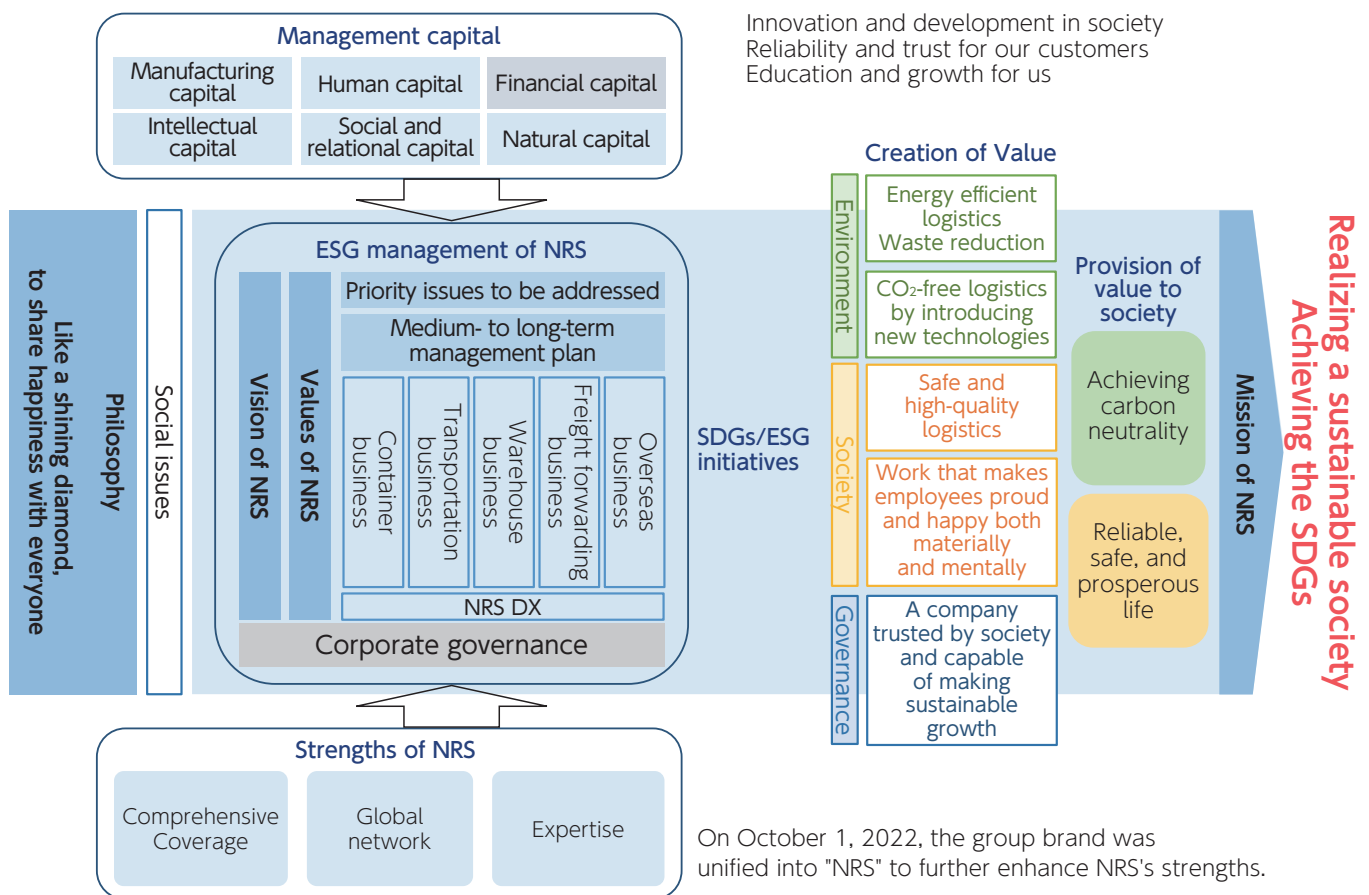 Management capital
Manufacturing
capital
Human capital
Financial capital
Intellectual
capital
Social and
relational capital
Natural capital
Innovation and development in society
Reliability and trust for our customers
Education and growth for us
Philosophy
Like a shining diamond,
to share happiness with everyone
Social issues
ESG management of NRS
Vision of NRS
Values of NRS
Priority issues to be addressed
Medium- to long-term
management plan
Container
business
Transportation
business
Warehouse
business
Freight forwarding
business
Overseas
business
NRS DX
Corporate governance
SDGs/ESG
initiatives
Creation of Value
Environment
Energy efficient
logistics
Waste reduction
CO₂-free logistics
by introducing
new technologies
Society
Safe and
high-quality
logistics
Work that makes
employees proud
and happy both
materially
and mentally
Governance
A company
trusted by society
and capable
of making
sustainable
growth
Provision of
value to
society
Achieving
carbon
neutrality
Reliable,
safe, and
prosperous
life
Mission of NRS
Realizing a sustainable society
Achieving the SDGs
Strengths of NRS
Comprehensive
Coverage
Global
network
Expertise
On October 1, 2022, the group brand was
unified into "NRS" to further enhance NRS's strengths.